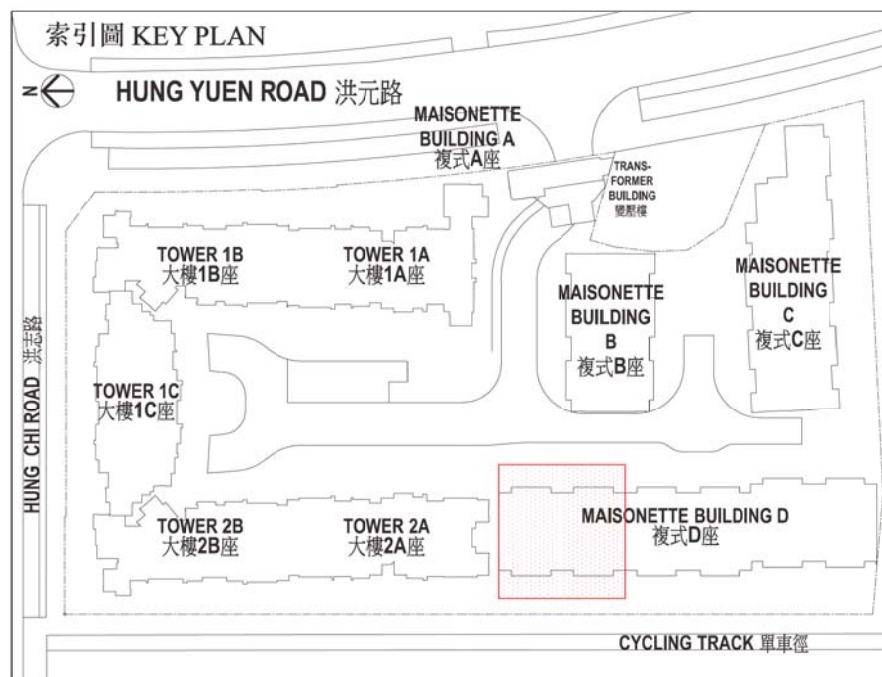 索引圖 KEY PLAN
N
HUNG YUEN ROAD 洪元路
MAISONETTE
BUILDING A
複式A座
TRANS-
FORMER
BUILDING
變壓樓
TOWER 1B
大樓1B座
TOWER 1A
大樓1A座
MAISONETTE
BUILDING
B
複式B座
MAISONETTE
BUILDING
C
複式C座
HUNG CHI ROAD 洪志路
TOWER 1C
大樓1C座
TOWER 2B
大樓2B座
TOWER 2A
大樓2A座
MAISONETTE BUILDING D
複式D座
CYCLING TRACK 單車徑